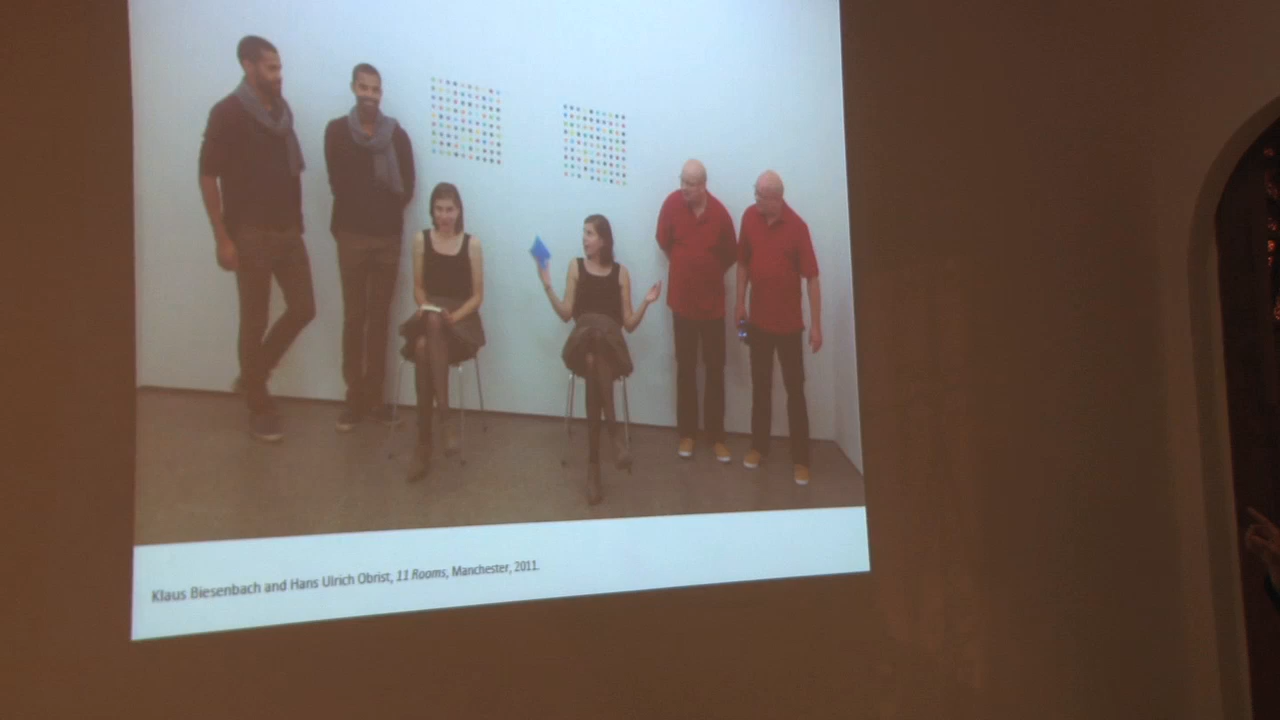 Klaus Biesenbach and Hans Ulrich Obrist, 11 Rooms, Manchester, 2011.